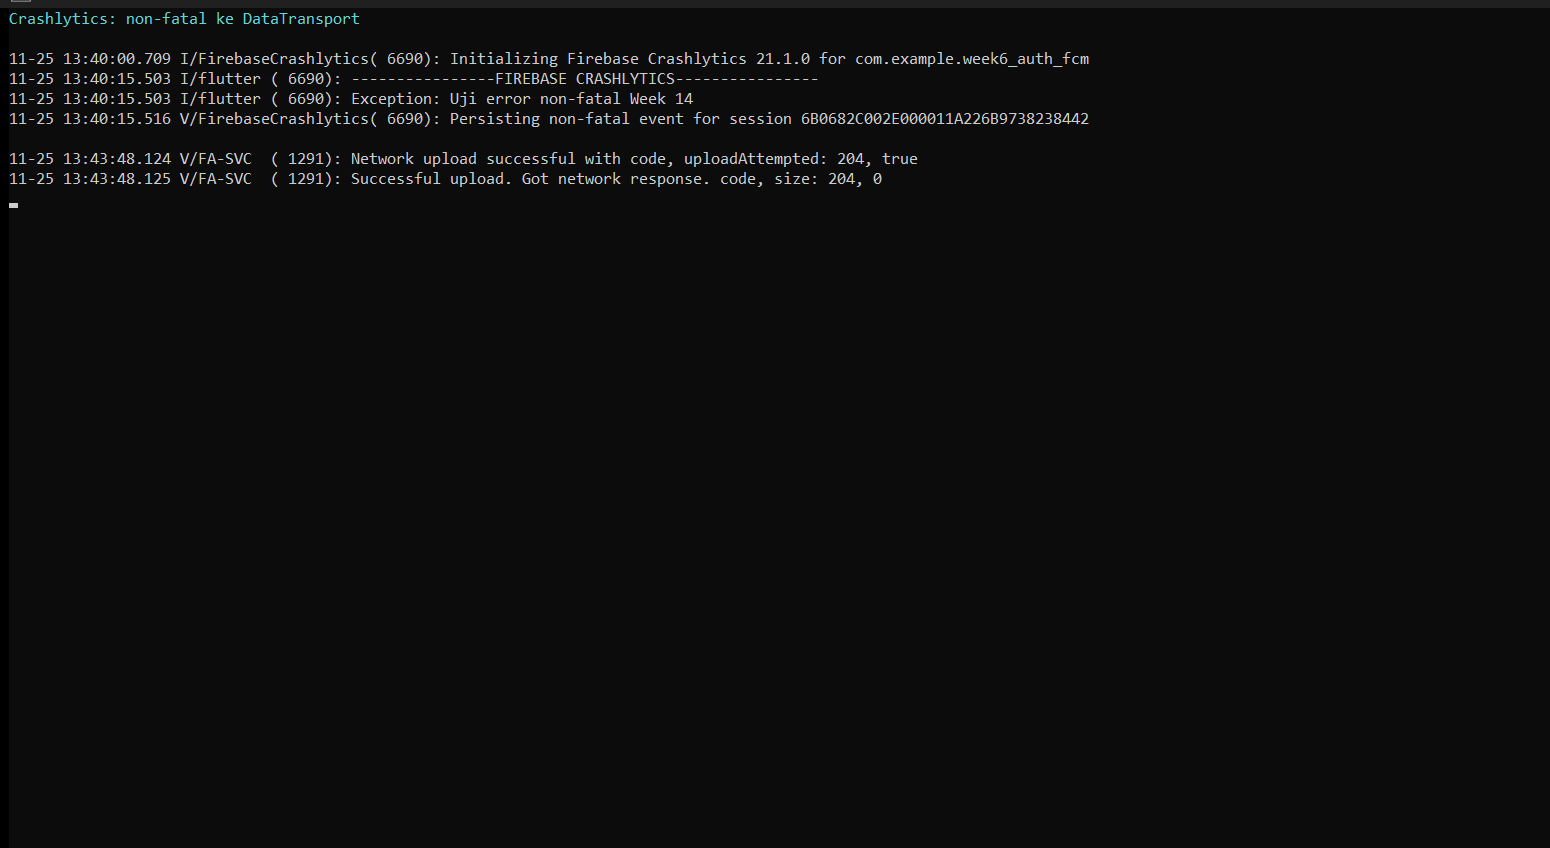 Crashlytics: non-fatal ke DataTransport
11-25 13:40:00.709 I/FirebaseCrashlytics( 6690): Initializing Firebase Crashlytics 21.1.0 for com.example.week6_auth_fcm
11-25 13:40:15.503 I/flutter ( 6690): ----------------FIREBASE CRASHLYTICS----------------
11-25 13:40:15.503 I/flutter ( 6690): Exception: Uji error non-fatal Week 14
11-25 13:40:15.516 V/FirebaseCrashlytics( 6690): Persisting non-fatal event for session 6B0682C002E000011A226B9738238442
11-25 13:43:48.124 V/FA-SVC  ( 1291): Network upload successful with code, uploadAttempted: 204, true
11-25 13:43:48.125 V/FA-SVC  ( 1291): Successful upload. Got network response. code, size: 204, 0